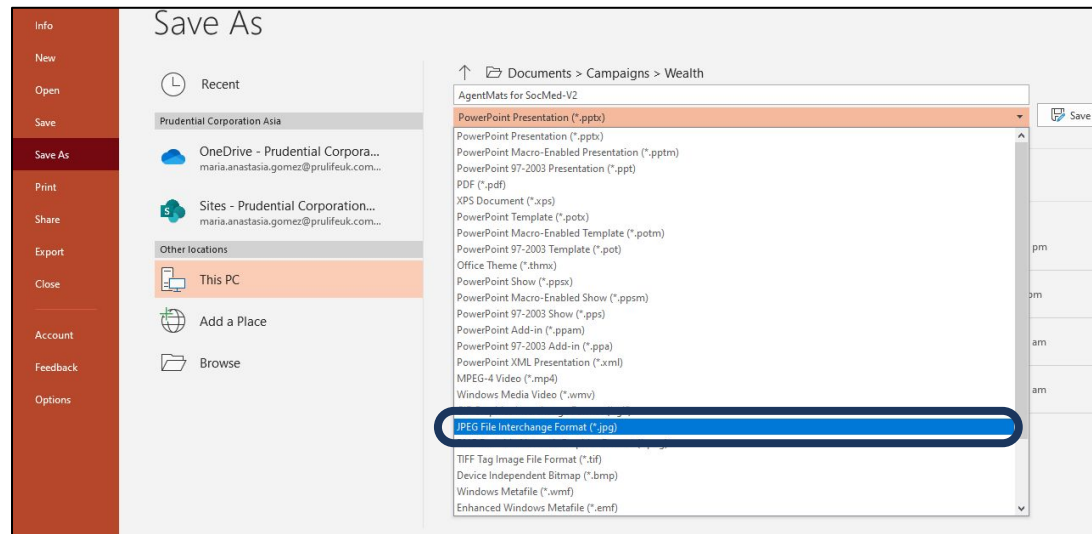 Save As
Info
New
Open
Save
Save As
Print
Share
Export
Close
Account
Feedback
Options
Recent
Prudential Corporation Asia
OneDrive - Prudential Corpora...
maria.anastasia.gomez@prulifeuk.com...
Sites - Prudential Corporation...
maria.anastasia.gomez@prulifeuk.com...
Other locations
This PC
Add a Place
Browse
Documents > Campaigns > Wealth
AgentMats for SocMed-V2
PowerPoint Presentation (*.pptx)
Save
PowerPoint Presentation (*.pptx)
PowerPoint Macro-Enabled Presentation (*.pptm)
PowerPoint 97-2003 Presentation (*.ppt)
PDF (*.pdf)
XPS Document (*.xps)
PowerPoint Template (*.potx)
PowerPoint Macro-Enabled Template (*.potm)
PowerPoint 97-2003 Template (*.pot)
Office Theme (*.thmx)
PowerPoint Show (*.ppsx)
PowerPoint Macro-Enabled Show (*.ppsm)
PowerPoint 97-2003 Show (*.pps)
PowerPoint Add-in (*.ppam)
PowerPoint 97-2003 Add-in (*.ppa)
PowerPoint XML Presentation (*.xml)
MPEG-4 Video (*.mp4)
Windows Media Video (*.wmv)
JPEG File Interchange Format (*.jpg)
TIFF Tag Image File Format (*.tif)
Device Independent Bitmap (*.bmp)
Windows Metafile (*.wmf)
Enhanced Windows Metafile (*.emf)
pm
pm
am
am